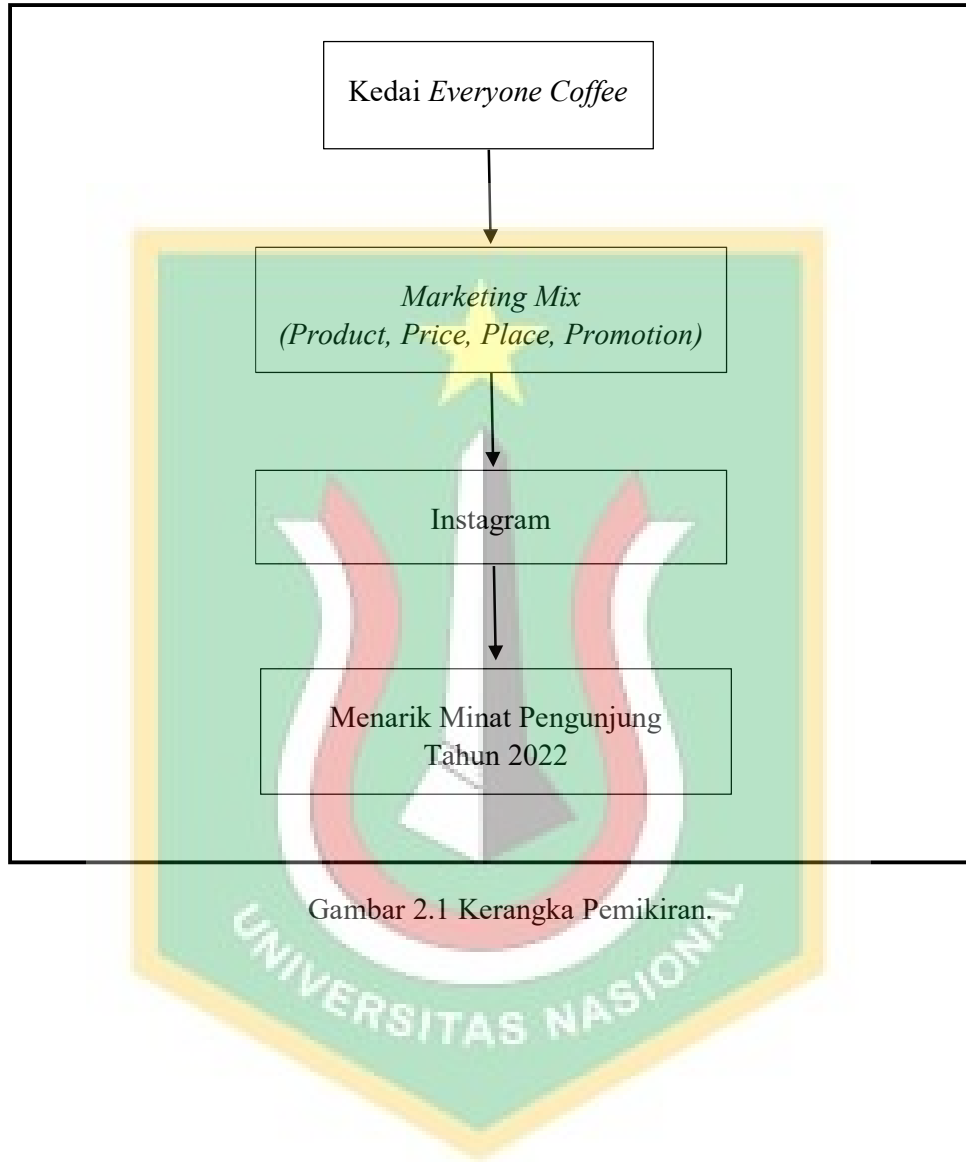 Kedai Everyone Coffee
Marketing Mix
(Product, Price, Place, Promotion)
Instagram
Menarik Minat Pengunjung
Tahun 2022
Gambar 2.1 Kerangka Pemikiran.
UNIVERSITAS NASIONAL